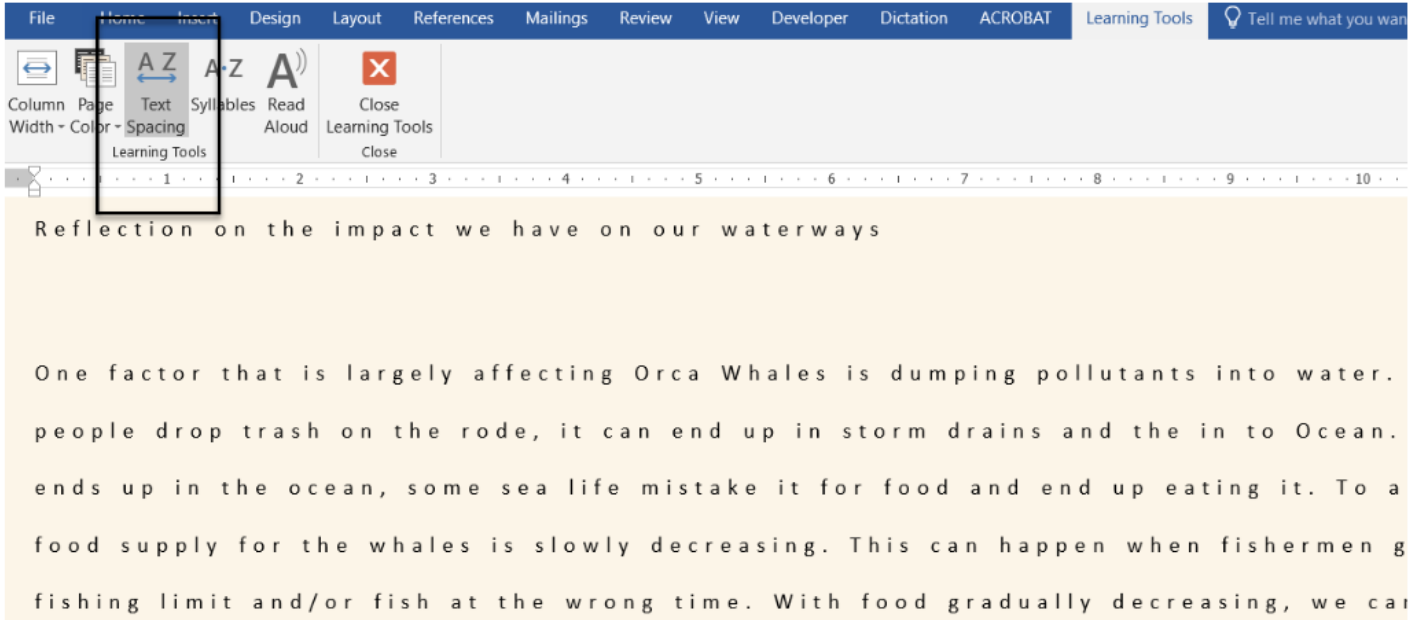 File Home Insert Design Layout References Mailings Review View Developer Dictation ACROBAT Learning Tools Tell me what you wan
A Z A·Z A
Column Page Text Syllables Read Close
Width Color Spacing Aloud Learning Tools
Learning Tools Close
1 2 3 4 5 6 7 8 9 10
Reflection on the impact we have on our waterways
One factor that is largely affecting Orca Whales is dumping pollutants into water.
people drop trash on the rode, it can end up in storm drains and the in to Ocean.
ends up in the ocean, some sea life mistake it for food and end up eating it. To a
food supply for the whales is slowly decreasing. This can happen when fishermen g
fishing limit and/or fish at the wrong time. With food gradually decreasing, we